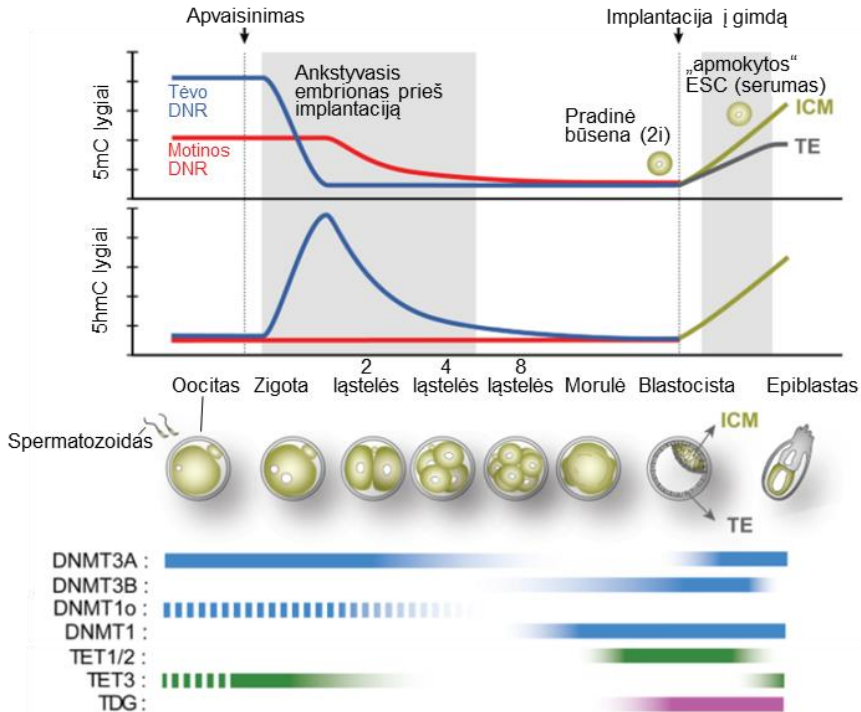 Apvaisinimas
Implantacija į gimdą
5mC lygiai
Tėvo
DNR
Motinos
DNR
Ankstyvasis
embrionas prieš
implantaciją
Pradinė
būsena (2i)
„apmokytos“
ESC (serumas)
ICM
TE
5hmC lygiai
Oocitas
Zigota
2
ląstelės
4
ląstelės
8
ląstelės
Morulė
Blastocista
Epiblastas
Spermatozoidas
ICM
TE
DNMT3A :
DNMT3B :
DNMT1o :
DNMT1 :
TET1/2 :
TET3 :
TDG :